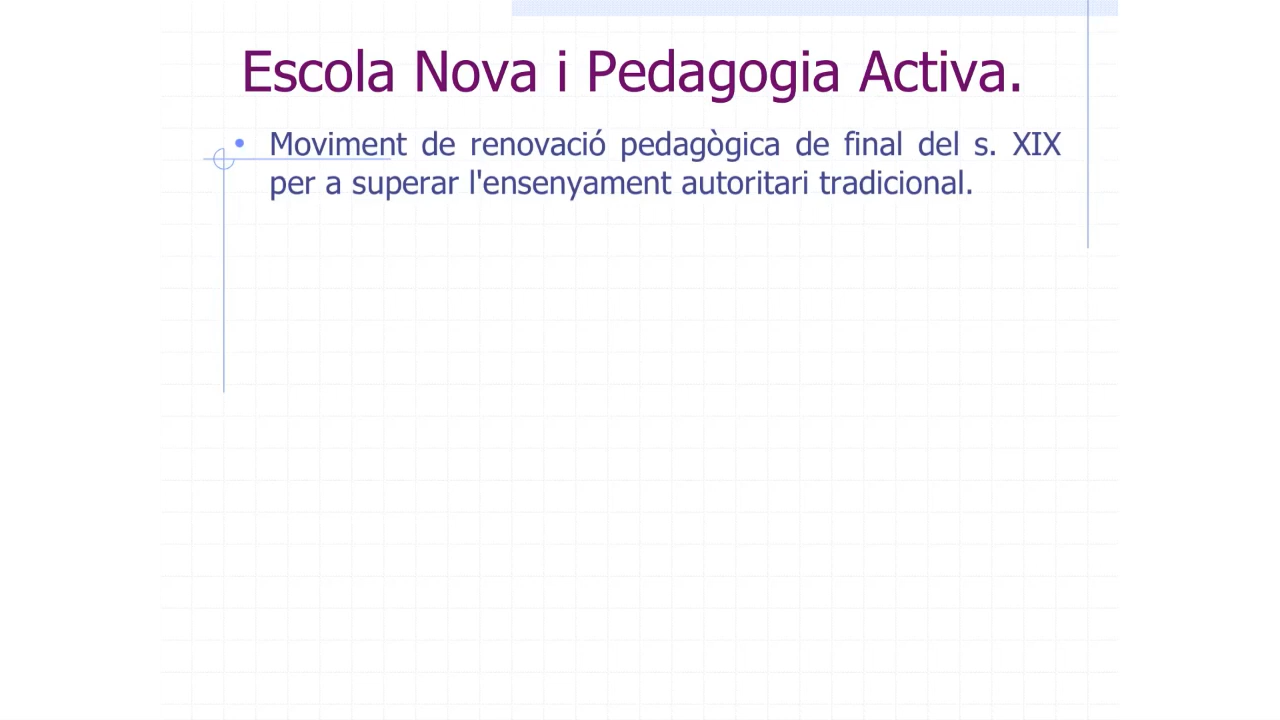 Escola Nova i Pedagogia Activa.
• Moviment de renovació pedagògica de final del s. XIX
per a superar l'ensenyament autoritari tradicional.